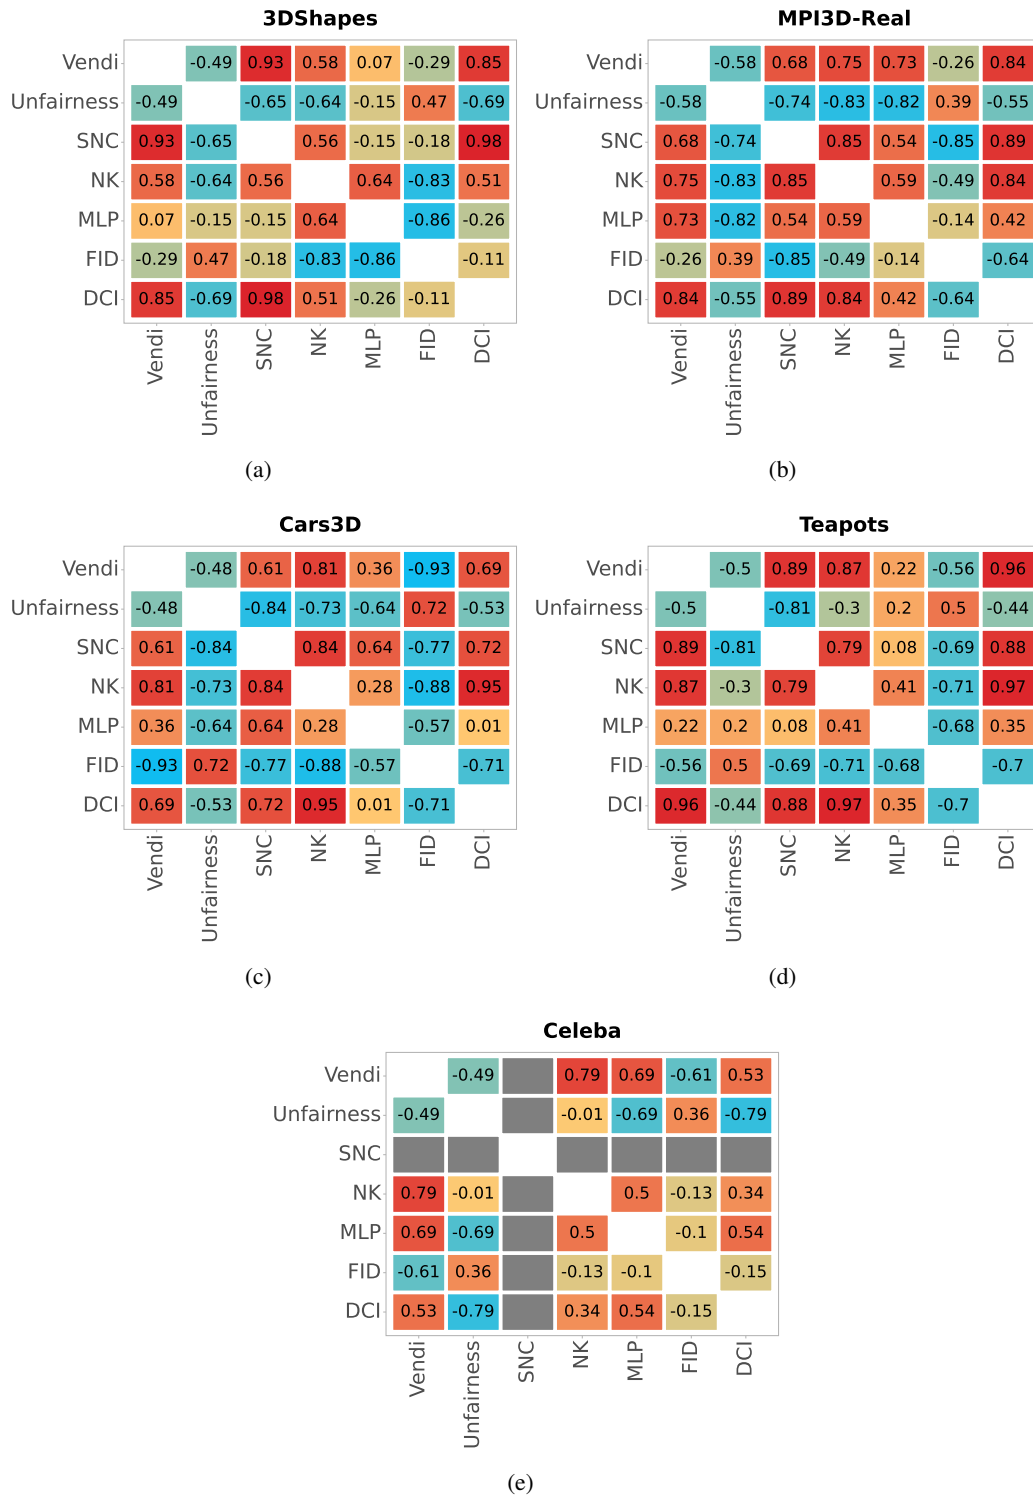 3DShapes
Vendi -0.49 0.93 0.58 0.07 -0.29 0.85
Unfairness -0.49 -0.65 -0.64 -0.15 0.47 -0.69
SNC 0.93 -0.65 0.56 -0.15 -0.18 0.98
NK 0.58 -0.64 0.56 0.64 -0.83 0.51
MLP 0.07 -0.15 -0.15 0.64 -0.86 -0.26
FID -0.29 0.47 -0.18 -0.83 -0.86 -0.11
DCI 0.85 -0.69 0.98 0.51 -0.26 -0.11
Vendi Unfairness SNC NK MLP FID DCI
(a)
MPI3D-Real
Vendi -0.58 0.68 0.75 0.73 -0.26 0.84
Unfairness -0.58 -0.74 -0.83 -0.82 0.39 -0.55
SNC 0.68 -0.74 0.85 0.54 -0.85 0.89
NK 0.75 -0.83 0.85 0.59 -0.49 0.84
MLP 0.73 -0.82 0.54 0.59 -0.14 0.42
FID -0.26 0.39 -0.85 -0.49 -0.14 -0.64
DCI 0.84 -0.55 0.89 0.84 0.42 -0.64
Vendi Unfairness SNC NK MLP FID DCI
(b)
Cars3D
Vendi -0.48 0.61 0.81 0.36 -0.93 0.69
Unfairness -0.48 -0.84 -0.73 -0.64 0.72 -0.53
SNC 0.61 -0.84 0.84 0.64 -0.77 0.72
NK 0.81 -0.73 0.84 0.28 -0.88 0.95
MLP 0.36 -0.64 0.64 0.28 -0.57 0.01
FID -0.93 0.72 -0.77 -0.88 -0.57 -0.71
DCI 0.69 -0.53 0.72 0.95 0.01 -0.71
Vendi Unfairness SNC NK MLP FID DCI
(c)
Teapots
Vendi -0.5 0.89 0.87 0.22 -0.56 0.96
Unfairness -0.5 -0.81 -0.3 0.2 0.5 -0.44
SNC 0.89 -0.81 0.79 0.08 -0.69 0.88
NK 0.87 -0.3 0.79 0.41 -0.71 0.97
MLP 0.22 0.2 0.08 0.41 -0.68 0.35
FID -0.56 0.5 -0.69 -0.71 -0.68 -0.7
DCI 0.96 -0.44 0.88 0.97 0.35 -0.7
Vendi Unfairness SNC NK MLP FID DCI
(d)
Celeba
Vendi -0.49 0.79 0.69 -0.61 0.53
Unfairness -0.49 -0.01 -0.69 0.36 -0.79
SNC
NK 0.79 -0.01 0.5 -0.13 0.34
MLP 0.69 -0.69 0.5 -0.1 0.54
FID -0.61 0.36 -0.13 -0.1 -0.15
DCI 0.53 -0.79 0.34 0.54 -0.15
Vendi Unfairness SNC NK MLP FID DCI
(e)